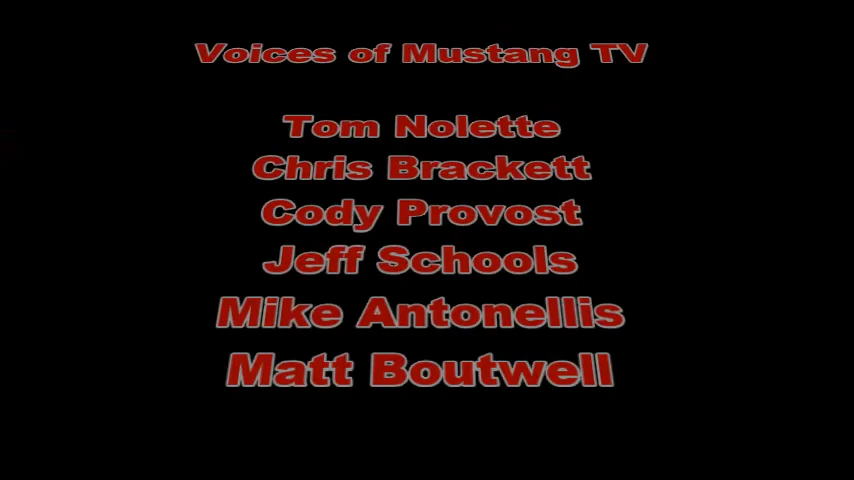 Voices of Mustang TV
Tom Nolette
Chris Brackett
Cody Provost
Jeff Schools
Mike Antonellis
Matt Boutwell